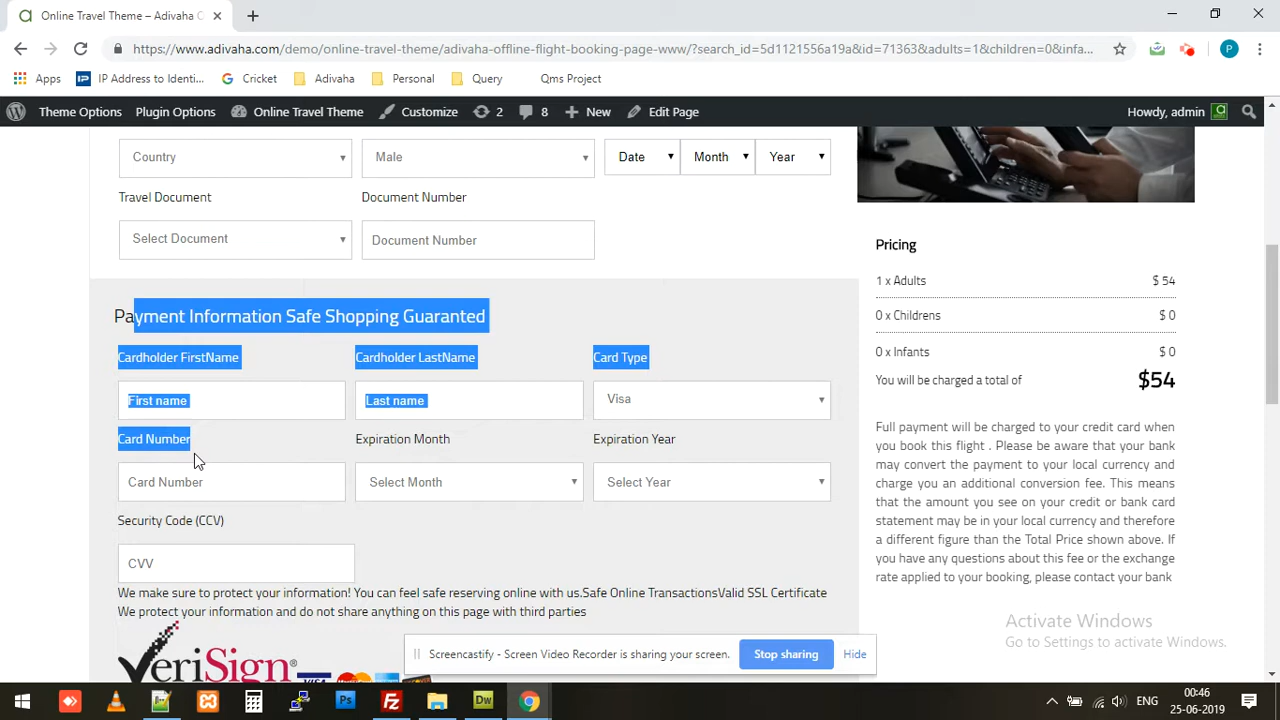 Online Travel Theme – Adivaha C
https://www.adivaha.com/demo/online-travel-theme/adivaha-offline-flight-booking-page-www/?search_id=5d1121556a19a&id=71363&adults=1&children=0&infa...
P
Apps IP IP Address to Identi... Cricket Adivaha Personal Query Qms Project
Theme Options Plugin Options Online Travel Theme Customize 2 8 New Edit Page Howdy, admin
Country Male Date Month Year
Travel Document Document Number
Select Document Document Number
Payment Information Safe Shopping Guaranted
Cardholder FirstName Cardholder LastName Card Type
First name Last name Visa
Card Number Expiration Month Expiration Year
Card Number Select Month Select Year
Security Code (CCV)
CVV
We make sure to protect your information! You can feel safe reserving online with us.Safe Online TransactionsValid SSL Certificate
We protect your information and do not share anything on this page with third parties
VeriSign®
Pricing
1 x Adults $ 54
0 x Childrens $ 0
0 x Infants $ 0
You will be charged a total of $54
Full payment will be charged to your credit card when
you book this flight . Please be aware that your bank
may convert the payment to your local currency and
charge you an additional conversion fee. This means
that the amount you see on your credit or bank card
statement may be in your local currency and therefore
a different figure than the Total Price shown above. If
you have any questions about this fee or the exchange
rate applied to your booking, please contact your bank
Activate Windows
Go to Settings to activate Windows.
Screencastify - Screen Video Recorder is sharing your screen. Stop sharing Hide
Ps Fz Dw
ENG 00:46
25-06-2019